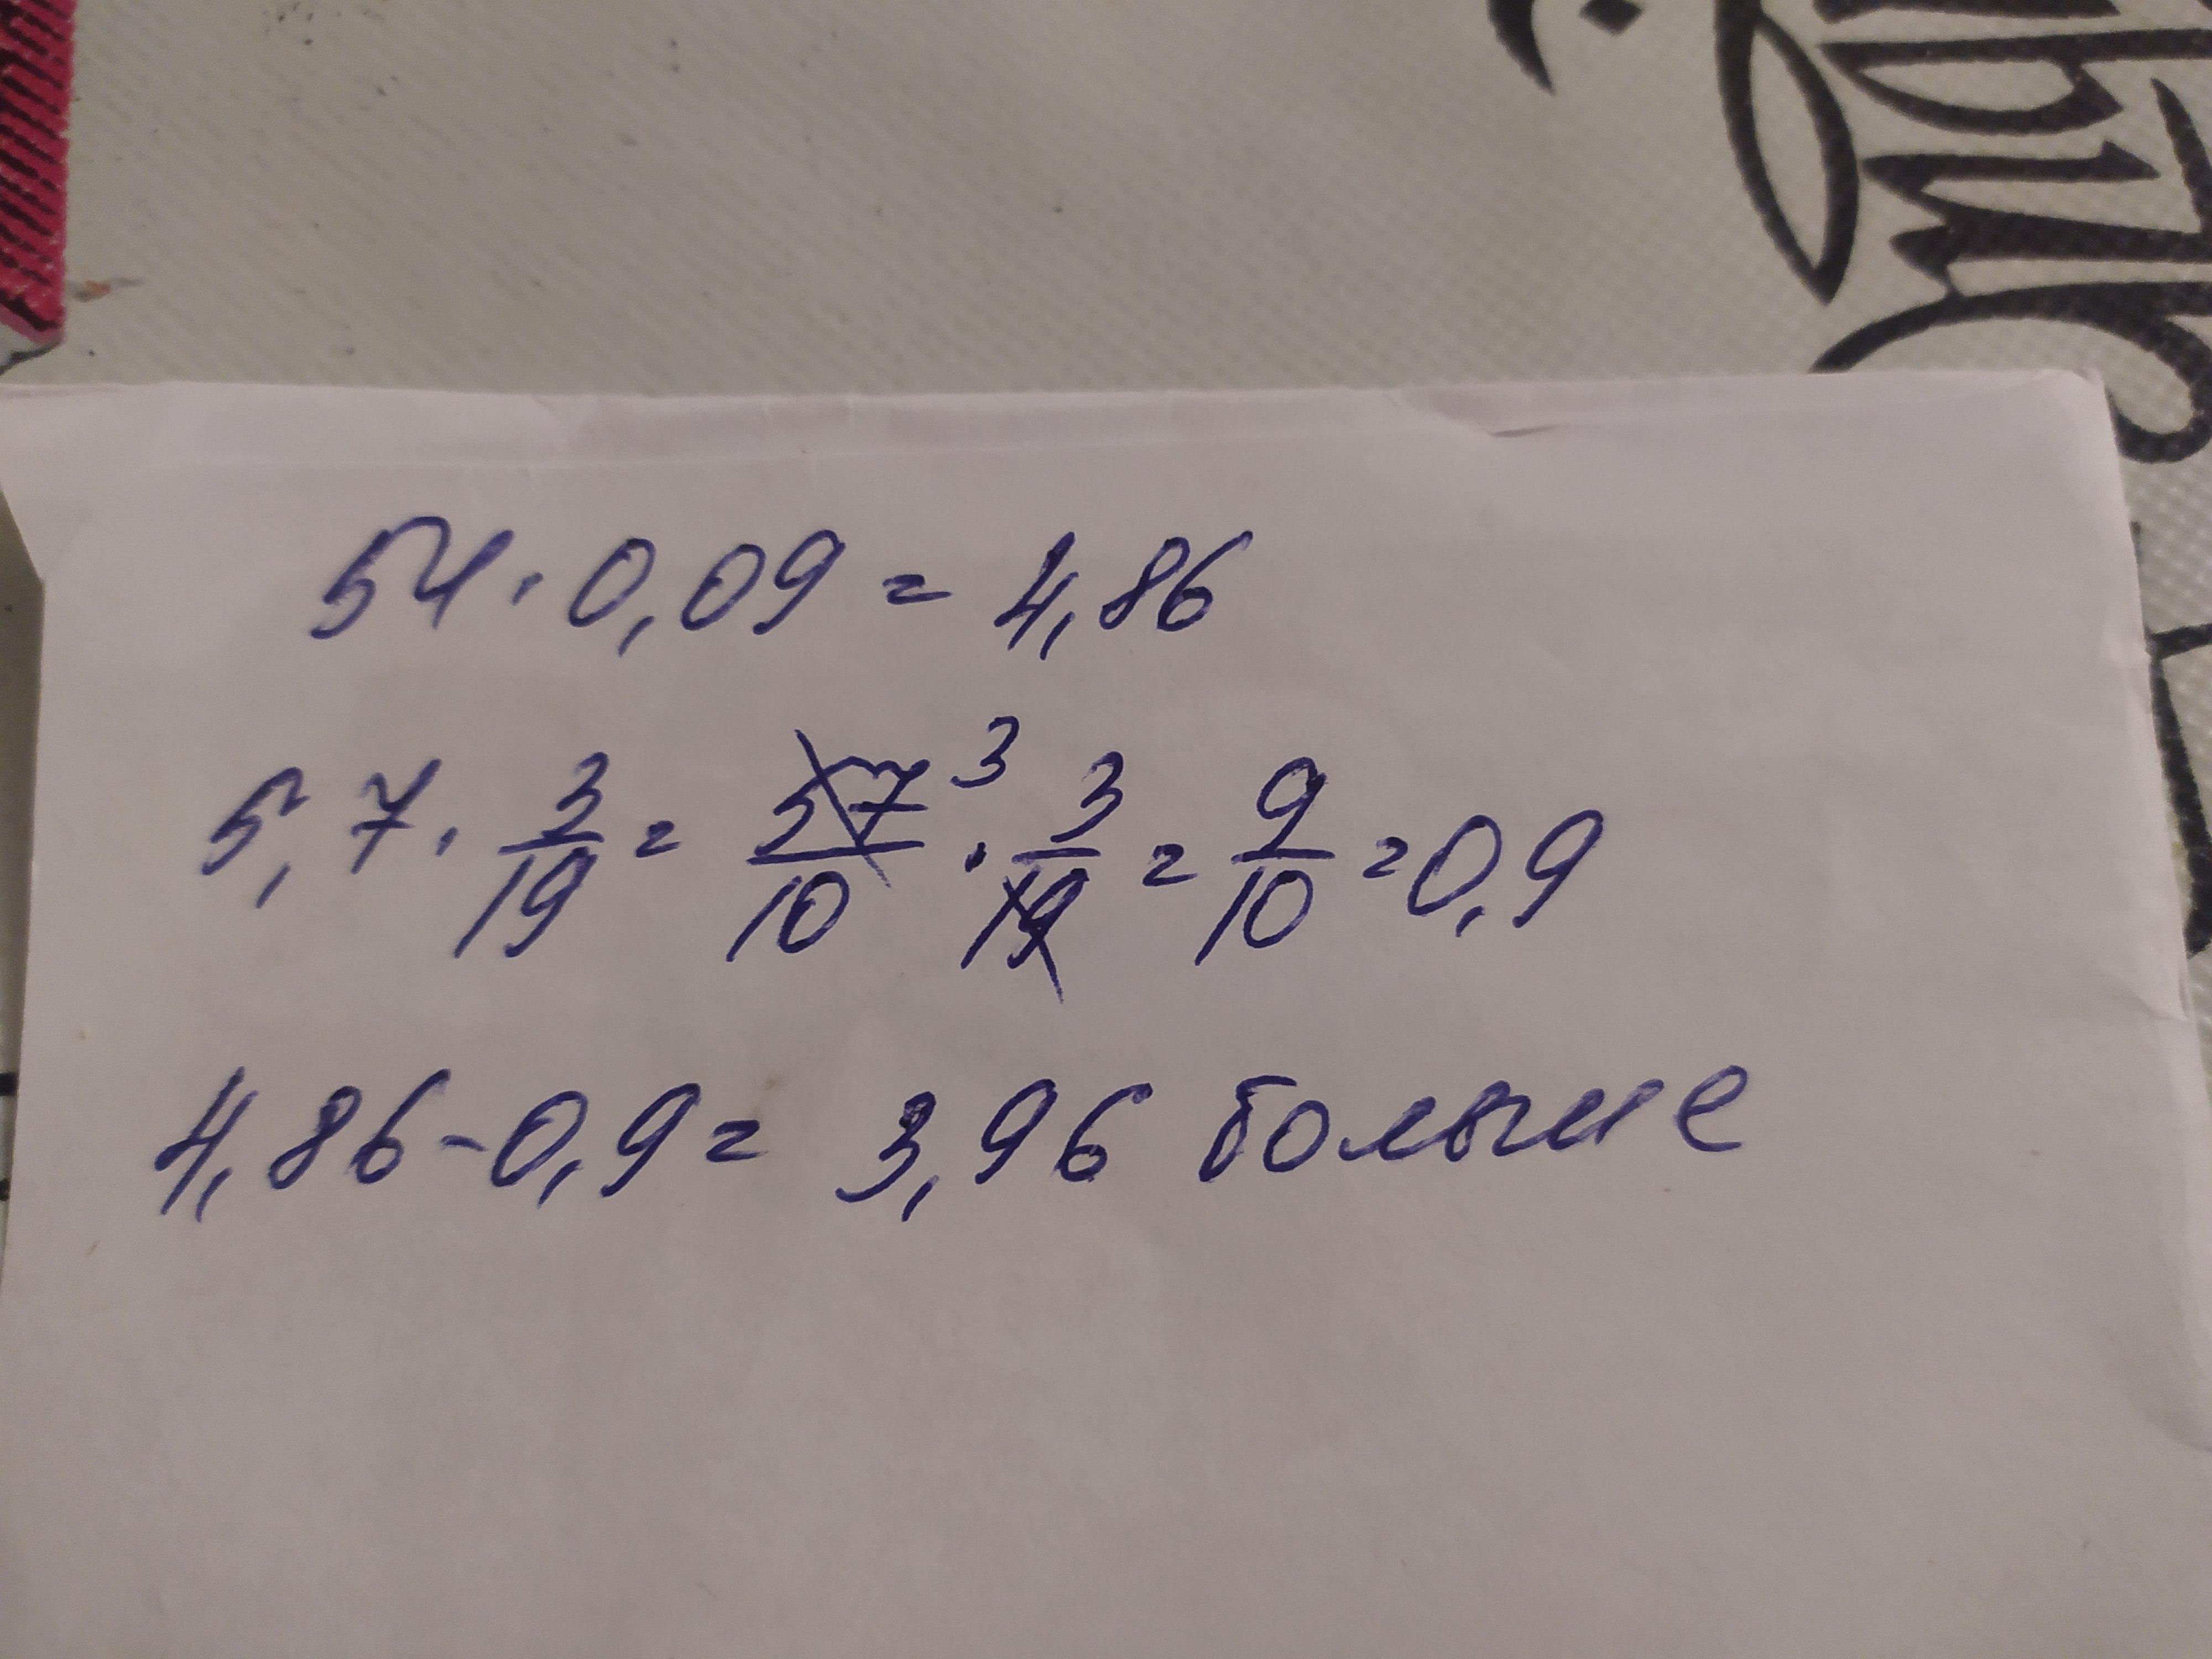 54 · 0,09 = 4,86
5,7 · 3/19 = 57/10 3 · 3/19 = 9/10 = 0,9
4,86 - 0,9 = 3,96 больше